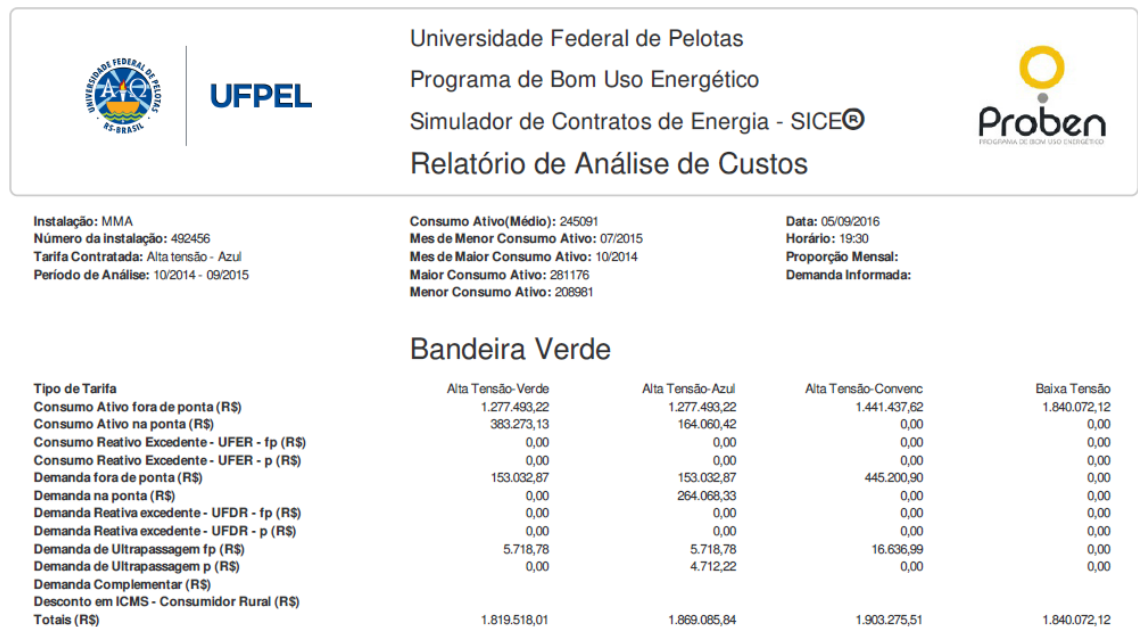 UNIVERSIDADE FEDERAL DE PELOTAS
RS-BRASIL
UFPEL
Universidade Federal de Pelotas
Programa de Bom Uso Energético
Simulador de Contratos de Energia - SICE®
Relatório de Análise de Custos
Proben
PROGRAMA DE BOM USO ENERGÉTICO
Instalação: MMA
Número da instalação: 492456
Tarifa Contratada: Alta tensão - Azul
Período de Análise: 10/2014 - 09/2015
Consumo Ativo(Médio): 245091
Mes de Menor Consumo Ativo: 07/2015
Mes de Maior Consumo Ativo: 10/2014
Maior Consumo Ativo: 281176
Menor Consumo Ativo: 208981
Data: 05/09/2016
Horário: 19:30
Proporção Mensal:
Demanda Informada:
Bandeira Verde
Tipo de Tarifa Alta Tensão-Verde Alta Tensão-Azul Alta Tensão-Convenc Baixa Tensão
Consumo Ativo fora de ponta (R$) 1.277.493,22 1.277.493,22 1.441.437,62 1.840.072,12
Consumo Ativo na ponta (R$) 383.273,13 164.060,42 0,00 0,00
Consumo Reativo Excedente - UFER - fp (R$) 0,00 0,00 0,00 0,00
Consumo Reativo Excedente - UFER - p (R$) 0,00 0,00 0,00 0,00
Demanda fora de ponta (R$) 153.032,87 153.032,87 445.200,90 0,00
Demanda na ponta (R$) 0,00 264.068,33 0,00 0,00
Demanda Reativa excedente - UFDR - fp (R$) 0,00 0,00 0,00 0,00
Demanda Reativa excedente - UFDR - p (R$) 0,00 0,00 0,00 0,00
Demanda de Ultrapassagem fp (R$) 5.718,78 5.718,78 16.636,99 0,00
Demanda de Ultrapassagem p (R$) 0,00 4.712,22 0,00 0,00
Demanda Complementar (R$)
Desconto em ICMS - Consumidor Rural (R$)
Totais (R$) 1.819.518,01 1.869.085,84 1.903.275,51 1.840.072,12